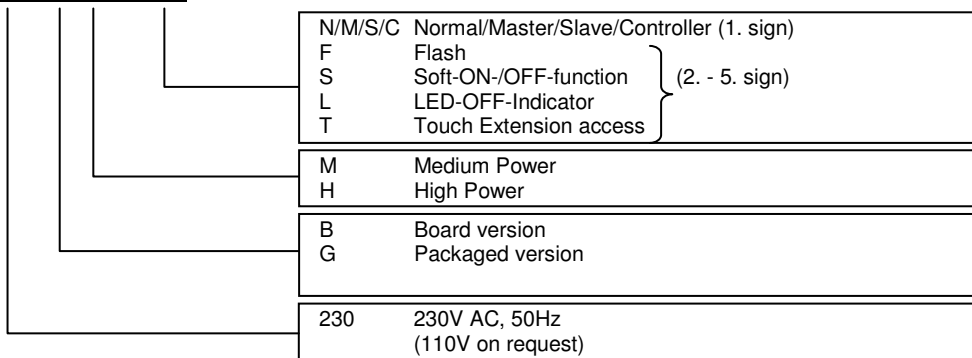 N/M/S/C Normal/Master/Slave/Controller (1. sign)
F Flash
S Soft-ON-/OFF-function (2. - 5. sign)
L LED-OFF-Indicator
T Touch Extension access
M Medium Power
H High Power
B Board version
G Packaged version
230 230V AC, 50Hz
(110V on request)